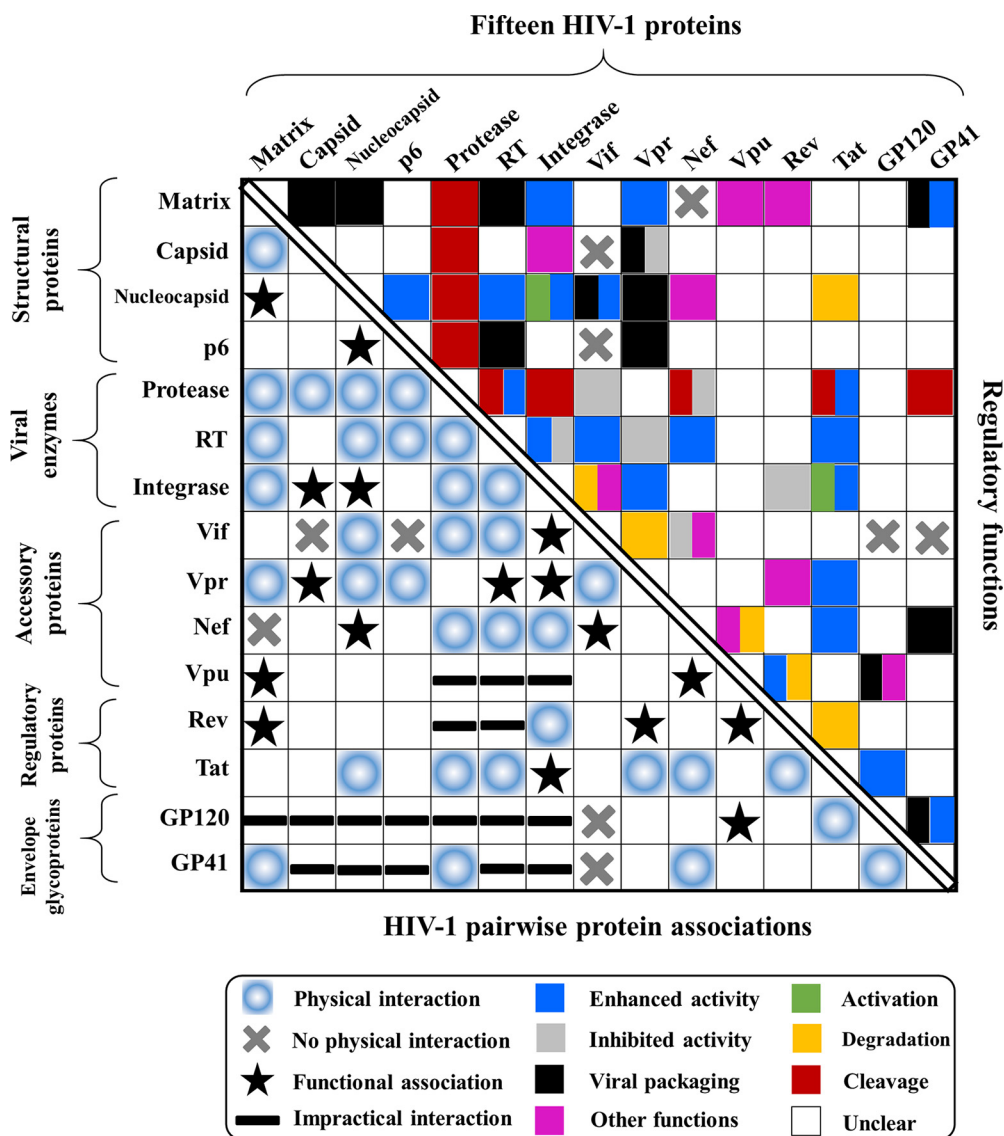 Fifteen HIV-1 proteins
Matrix
Capsid
Nucleocapsid
p6
Protease
RT
Integrase
Vif
Vpr
Nef
Vpu
Rev
Tat
GP120
GP41
Structural
proteins
Matrix
Capsid
Nucleocapsid
p6
Viral
enzymes
Protease
RT
Integrase
Accessory
proteins
Vif
Vpr
Nef
Vpu
Regulatory
proteins
Rev
Tat
Envelope
glycoproteins
GP120
GP41
Regulatory functions
HIV-1 pairwise protein associations
Physical interaction
Enhanced activity
Activation
No physical interaction
Inhibited activity
Degradation
Functional association
Viral packaging
Cleavage
Impractical interaction
Other functions
Unclear